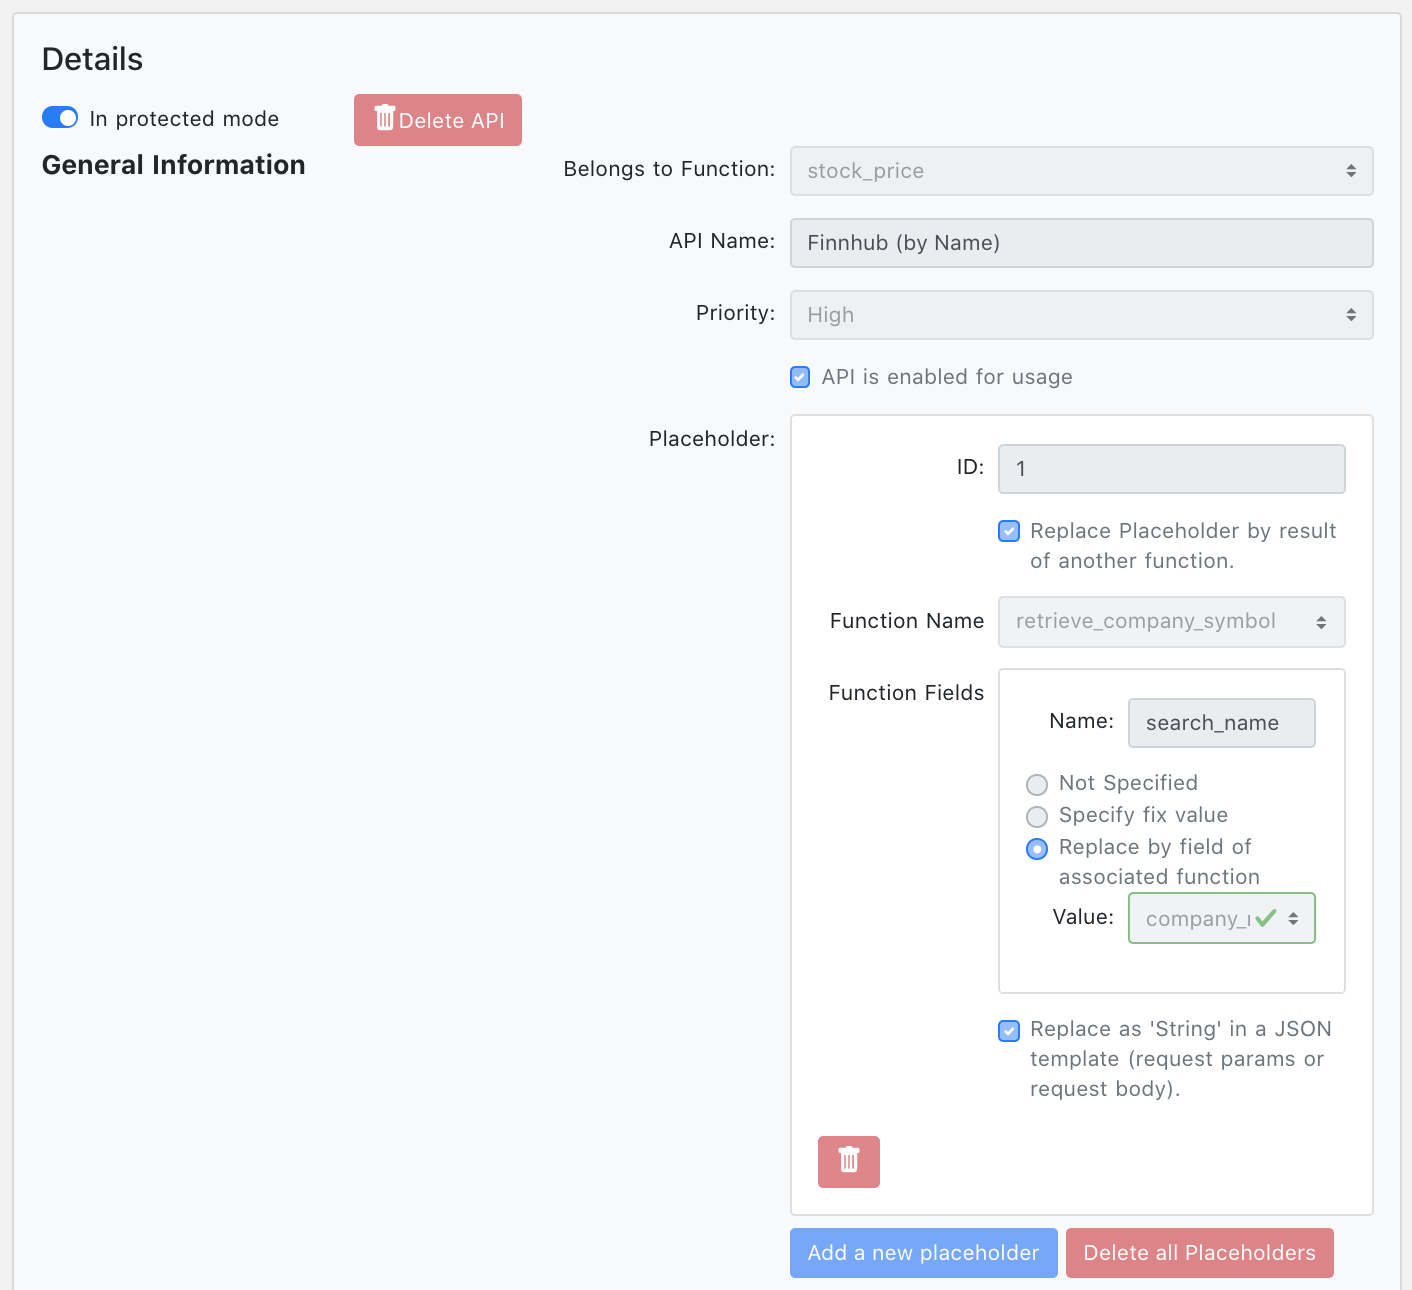 Details
In protected mode
Delete API
General Information
Belongs to Function:
stock_price
API Name:
Finnhub (by Name)
Priority:
High
API is enabled for usage
Placeholder:
ID:
1
Replace Placeholder by result
of another function.
Function Name
retrieve_company_symbol
Function Fields
Name:
search_name
Not Specified
Specify fix value
Replace by field of
associated function
Value:
company_
Replace as 'String' in a JSON
template (request params or
request body).
Add a new placeholder
Delete all Placeholders